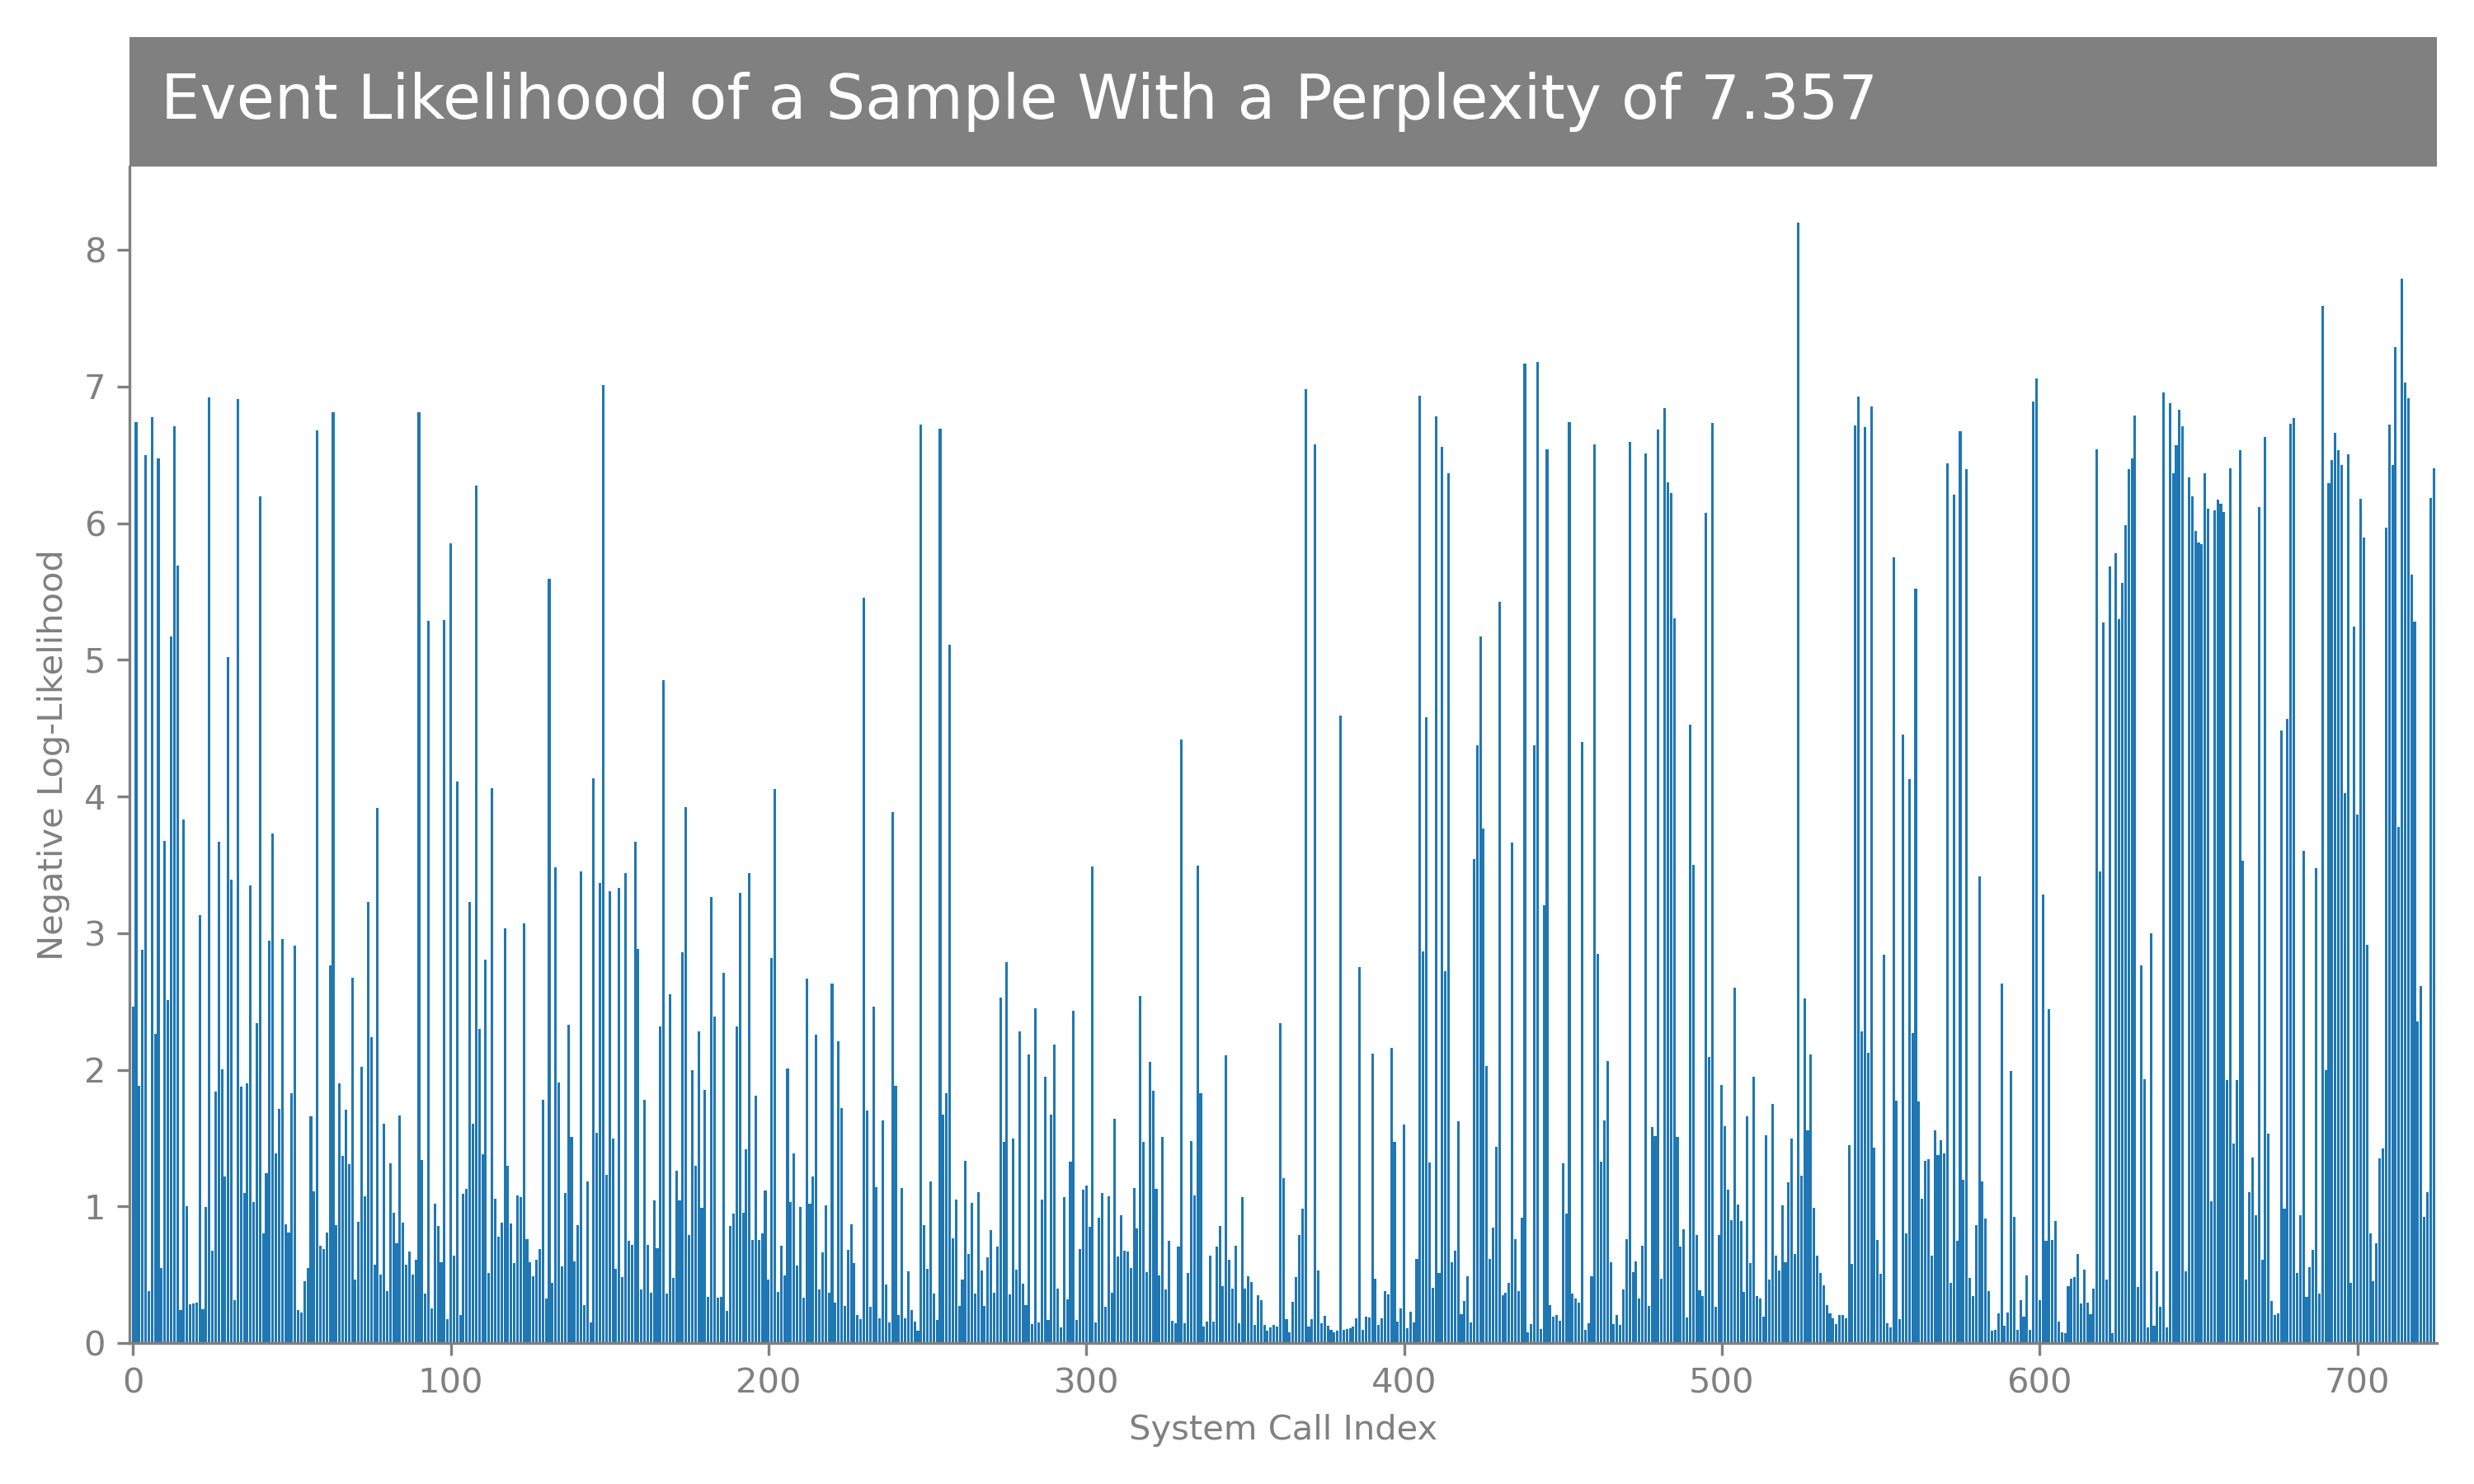 Event Likelihood of a Sample With a Perplexity of 7.357
8
7
6
5
4
3
2
1
0
Negative Log-Likelihood
0 100 200 300 400 500 600 700
System Call Index